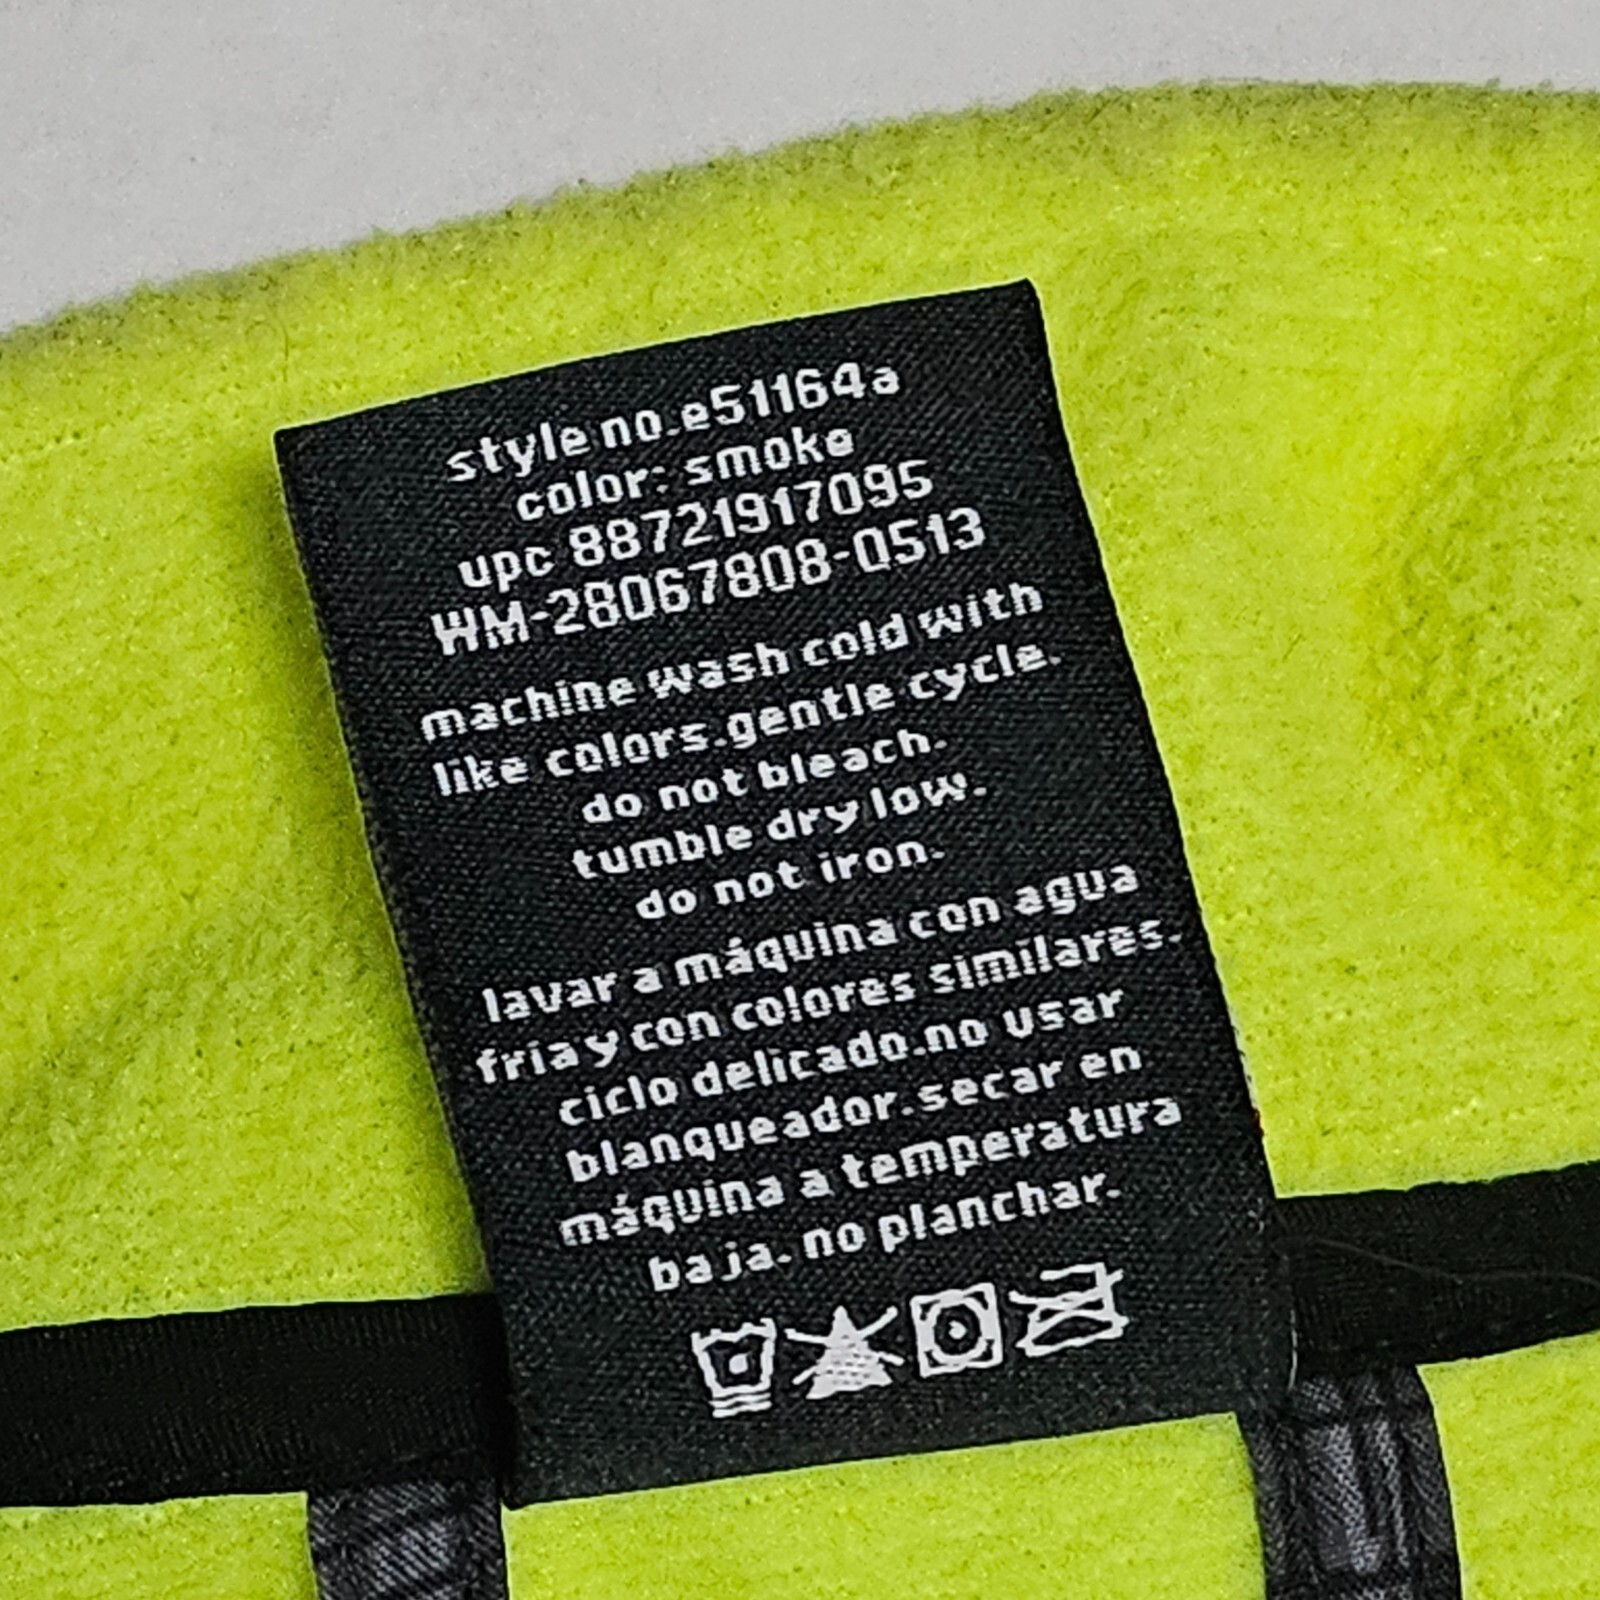 style no.e51164a
color: smoke
upc 88721917095
WM-28067808-0513
machine wash cold with
like colors.gentle cycle.
do not bleach.
tumble dry low.
do not iron.
lavar a máquina con agua
fria y con colores similares.
ciclo delicado.no usar
blanqueador.secar en
máquina a temperatura
baja. no planchar.